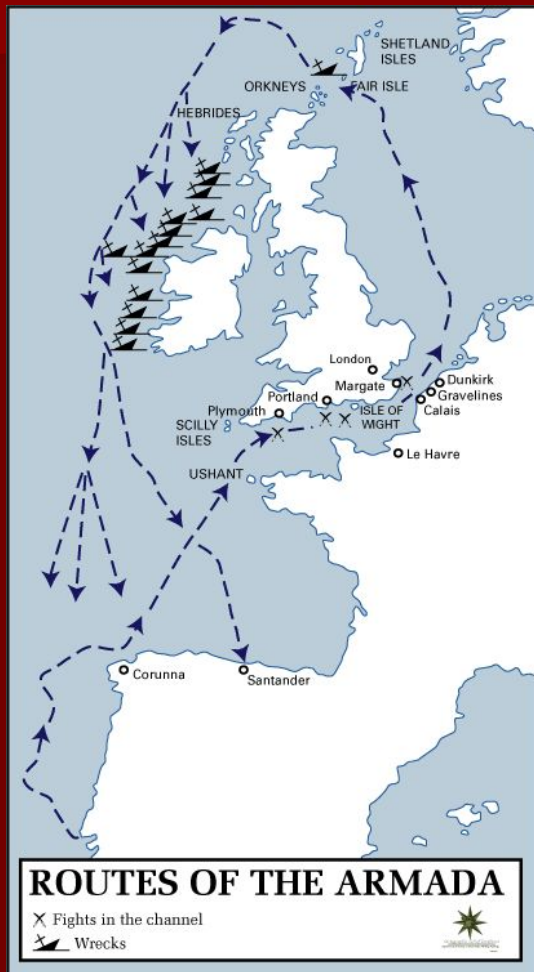 SHETLAND
ISLES
ORKNEYS
FAIR ISLE
HEBRIDES
London
Margate
Dunkirk
Gravelines
Calais
Portland
Plymouth
ISLE OF
WIGHT
SCILLY
ISLES
Le Havre
USHANT
Corunna
Santander
ROUTES OF THE ARMADA
Fights in the channel
Wrecks